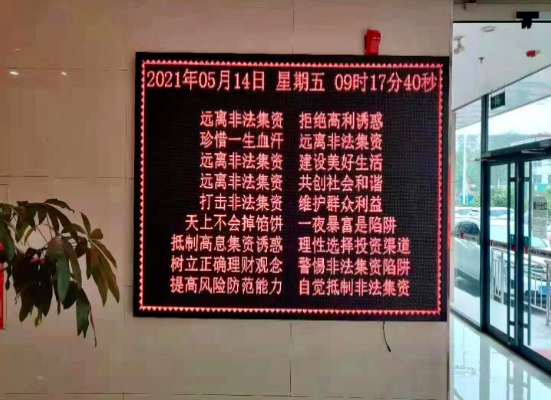 2021年05月14日 星期五 09时17分40秒
远离非法集资 拒绝高利诱惑
珍惜一生血汗 远离非法集资
远离非法集资 建设美好生活
远离非法集资 共创社会和谐
打击非法集资 维护群众利益
天上不会掉馅饼 一夜暴富是陷阱
抵制高息集资诱惑 理性选择投资渠道
树立正确理财观念 警惕非法集资陷阱
提高风险防范能力 自觉抵制非法集资